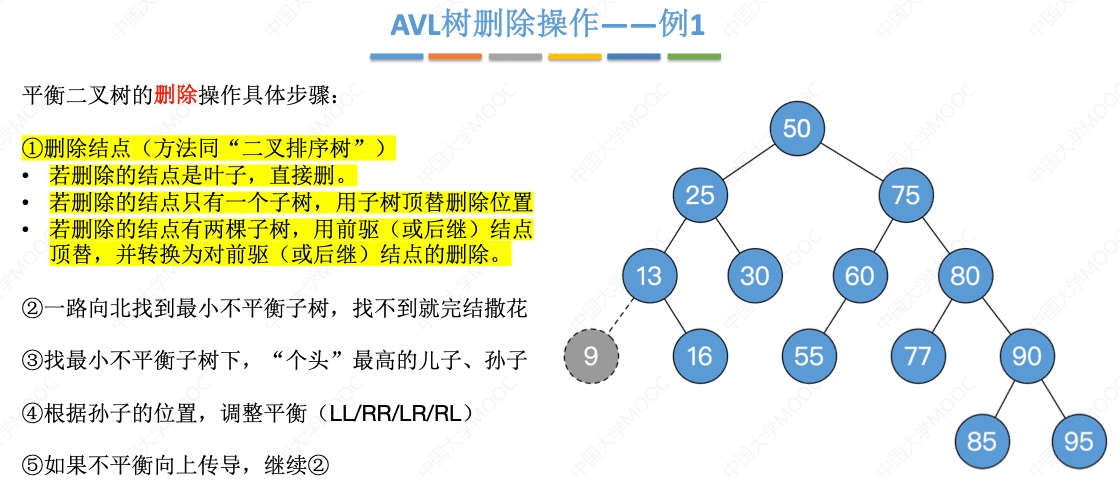 AVL树删除操作——例1
平衡二叉树的删除操作具体步骤：
①删除结点（方法同“二叉排序树”）
• 若删除的结点是叶子，直接删。
• 若删除的结点只有一个子树，用子树顶替删除位置
• 若删除的结点有两棵子树，用前驱（或后继）结点
顶替，并转换为对前驱（或后继）结点的删除。
②一路向北找到最小不平衡子树，找不到就完结撒花
③找最小不平衡子树下，“个头”最高的儿子、孙子
④根据孙子的位置，调整平衡（LL/RR/LR/RL）
⑤如果不平衡向上传导，继续②
50
25 75
13 30 60 80
9 16 55 77 90
85 95
中国大学MOOC